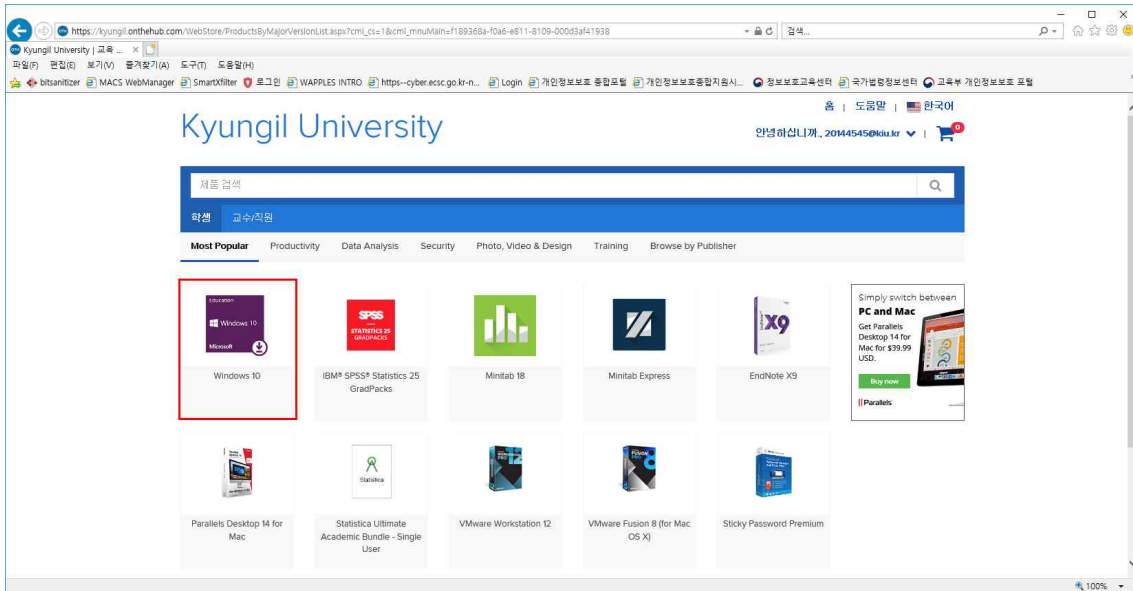 https://kyungil.onthehub.com/WebStore/ProductsByMajorVersionList.aspx?cmi_cs=1&cmi_mnuMain=f189368a-f0a6-e811-8109-000d3af41938
검색...
Kyungil University | 교육 ...
파일(F) 편집(E) 보기(V) 즐겨찾기(A) 도구(T) 도움말(H)
bitsanitizer MACS WebManager SmartXfilter 로그인 WAPPLES INTRO https--cyber.ecsc.go.kr-n... Login 개인정보보호 종합포털 개인정보보호종합지원시... 정보보호교육센터 국가법령정보센터 교육부 개인정보보호 포털
홈 | 도움말 | 한국어
Kyungil University
안녕하십니까., 20144545@kiu.kr | 0
제품 검색
학생 교수/직원
Most Popular Productivity Data Analysis Security Photo, Video & Design Training Browse by Publisher
Education
Windows 10
Microsoft
SPSS
STATISTICS 25
GRADPACKS
X9
Simply switch between
PC and Mac
Get Parallels
Desktop 14 for
Mac for $39.99
USD.
Buy now
Parallels
Windows 10
IBM® SPSS® Statistics 25
GradPacks
Minitab 18
Minitab Express
EndNote X9
Statistica
Parallels Desktop 14 for
Mac
Statistica Ultimate
Academic Bundle - Single
User
VMware Workstation 12
VMware Fusion 8 (for Mac
OS X)
Sticky Password Premium
100%